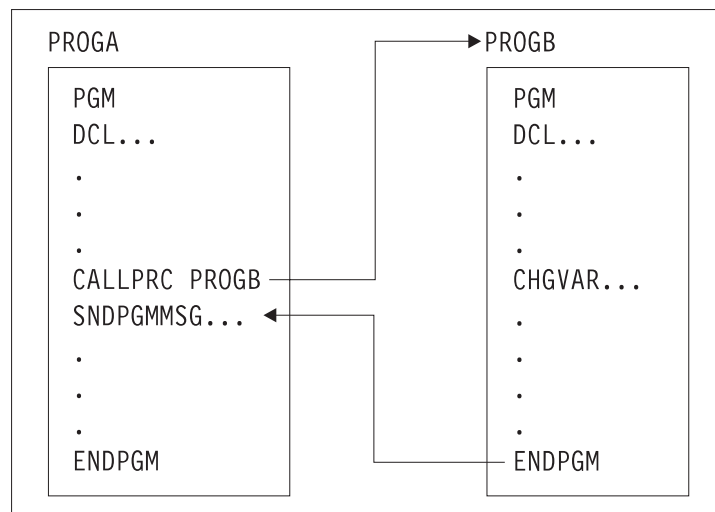 PROGA
PGM
DCL...
.
.
.
CALLPRC PROGB
SNDPGMMSG...
.
.
.
ENDPGM
PROGB
PGM
DCL...
.
.
.
CHGVAR...
.
.
.
.
ENDPGM